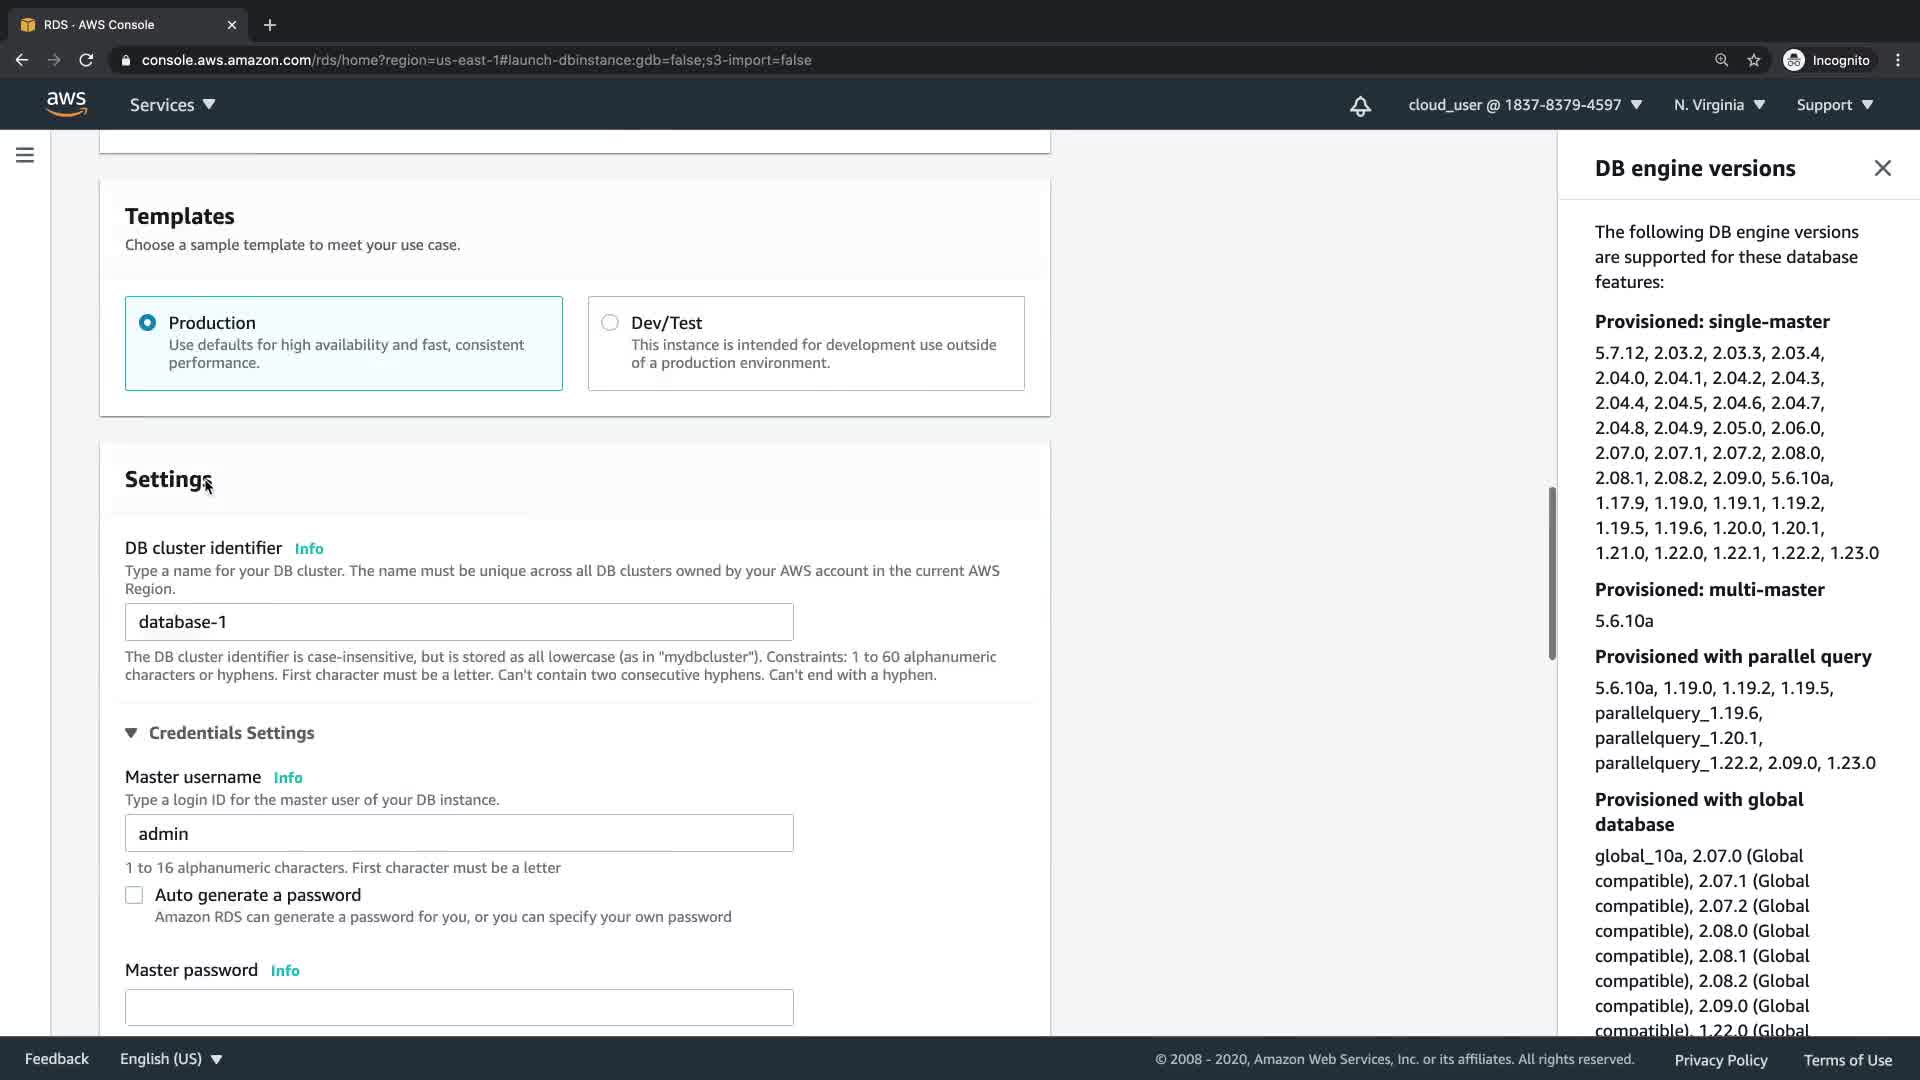 RDS · AWS Console
console.aws.amazon.com/rds/home?region=us-east-1#launch-dbinstance:gdb=false;s3-import=false
Incognito
aws
Services
cloud_user @ 1837-8379-4597
N. Virginia
Support
Templates
Choose a sample template to meet your use case.
Production
Use defaults for high availability and fast, consistent
performance.
Dev/Test
This instance is intended for development use outside
of a production environment.
Settings
DB cluster identifier Info
Type a name for your DB cluster. The name must be unique across all DB clusters owned by your AWS account in the current AWS
Region.
database-1
The DB cluster identifier is case-insensitive, but is stored as all lowercase (as in "mydbcluster"). Constraints: 1 to 60 alphanumeric
characters or hyphens. First character must be a letter. Can't contain two consecutive hyphens. Can't end with a hyphen.
Credentials Settings
Master username Info
Type a login ID for the master user of your DB instance.
admin
1 to 16 alphanumeric characters. First character must be a letter
Auto generate a password
Amazon RDS can generate a password for you, or you can specify your own password
Master password Info
DB engine versions
The following DB engine versions
are supported for these database
features:
Provisioned: single-master
5.7.12, 2.03.2, 2.03.3, 2.03.4,
2.04.0, 2.04.1, 2.04.2, 2.04.3,
2.04.4, 2.04.5, 2.04.6, 2.04.7,
2.04.8, 2.04.9, 2.05.0, 2.06.0,
2.07.0, 2.07.1, 2.07.2, 2.08.0,
2.08.1, 2.08.2, 2.09.0, 5.6.10a,
1.17.9, 1.19.0, 1.19.1, 1.19.2,
1.19.5, 1.19.6, 1.20.0, 1.20.1,
1.21.0, 1.22.0, 1.22.1, 1.22.2, 1.23.0
Provisioned: multi-master
5.6.10a
Provisioned with parallel query
5.6.10a, 1.19.0, 1.19.2, 1.19.5,
parallelquery_1.19.6,
parallelquery_1.20.1,
parallelquery_1.22.2, 2.09.0, 1.23.0
Provisioned with global
database
global_10a, 2.07.0 (Global
compatible), 2.07.1 (Global
compatible), 2.07.2 (Global
compatible), 2.08.0 (Global
compatible), 2.08.1 (Global
compatible), 2.08.2 (Global
compatible), 2.09.0 (Global
compatible), 1.22.0 (Global
Feedback
English (US)
© 2008 - 2020, Amazon Web Services, Inc. or its affiliates. All rights reserved.
Privacy Policy
Terms of Use